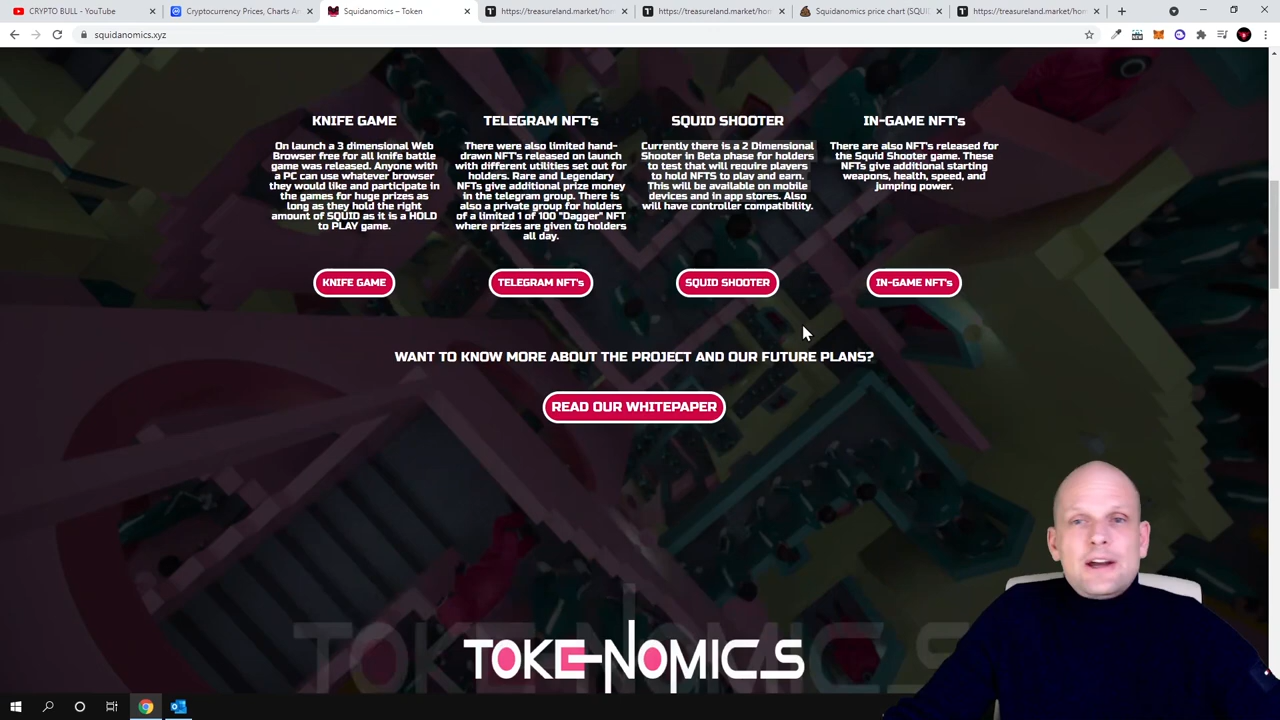 CRYPTO BULL - YouTube
Cryptocurrency Prices, Charts An
Squidanomics – Token
https://treasureland.market/hom
https://treasureland.market/hom
Squidanomics price chart (SQUI
https://treasureland.market/hom
squidanomics.xyz
KNIFE GAME
On launch a 3 dimensional Web
Browser free for all knife battle
game was released. Anyone with
a PC can use whatever browser
they would like and participate in
the games for huge prizes as
long as they hold the right
amount of SQUID as it is a HOLD
to PLAY game.
KNIFE GAME
TELEGRAM NFT's
There were also limited hand-
drawn NFT's released on launch
with different utilities set out for
holders. Rare and Legendary
NFTs give additional prize money
in the telegram group. There is
also a private group for holders
of a limited 1 of 100 "Dagger" NFT
where prizes are given to holders
all day.
TELEGRAM NFT's
SQUID SHOOTER
Currently there is a 2 Dimensional
Shooter in Beta phase for holders
to test that will require players
to hold NFTS to play and earn.
This will be available on mobile
devices and in app stores. Also
will have controller compatibility.
SQUID SHOOTER
IN-GAME NFT's
There are also NFT's released for
the Squid Shooter game. These
NFTs give additional starting
weapons, health, speed, and
jumping power.
IN-GAME NFT's
WANT TO KNOW MORE ABOUT THE PROJECT AND OUR FUTURE PLANS?
READ OUR WHITEPAPER
TOKE-NOMIC.S